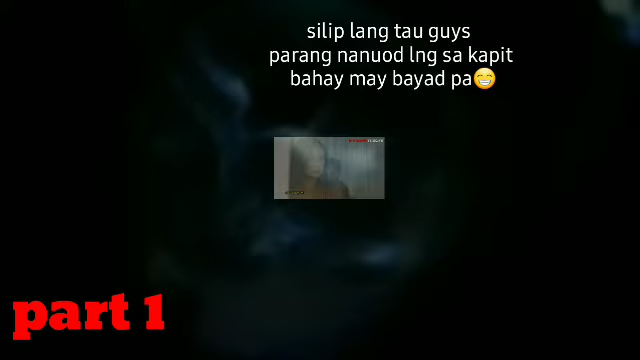 silip lang tau guys
parang nanuod lng sa kapit
bahay may bayad pa😁
part 1